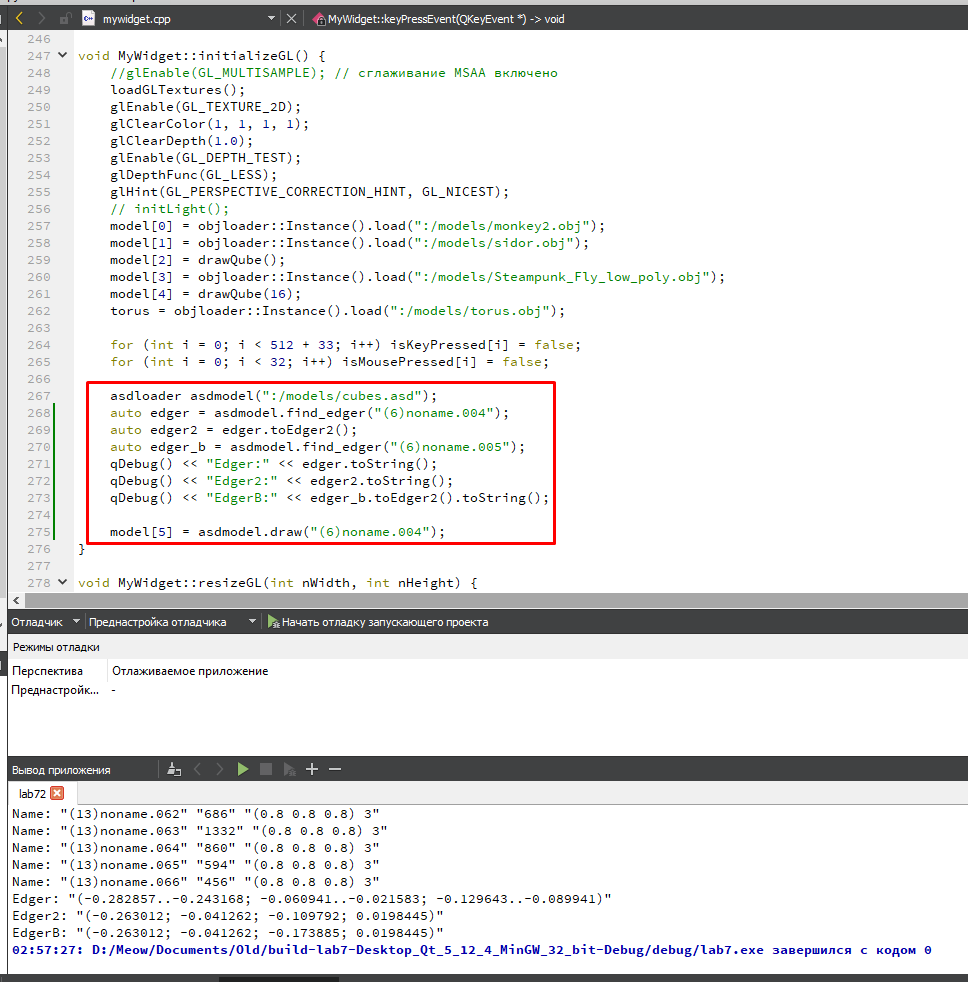 mywidget.cpp MyWidget::keyPressEvent(QKeyEvent *) -> void
246
247 void MyWidget::initializeGL() {
248 //glEnable(GL_MULTISAMPLE); // сглаживание MSAA включено
249 loadGLTextures();
250 glEnable(GL_TEXTURE_2D);
251 glClearColor(1, 1, 1, 1);
252 glClearDepth(1.0);
253 glEnable(GL_DEPTH_TEST);
254 glDepthFunc(GL_LESS);
255 glHint(GL_PERSPECTIVE_CORRECTION_HINT, GL_NICEST);
256 // initLight();
257 model[0] = objloader::Instance().load(":/models/monkey2.obj");
258 model[1] = objloader::Instance().load(":/models/sidor.obj");
259 model[2] = drawQube();
260 model[3] = objloader::Instance().load(":/models/Steampunk_Fly_low_poly.obj");
261 model[4] = drawQube(16);
262 torus = objloader::Instance().load(":/models/torus.obj");
263
264 for (int i = 0; i < 512 + 33; i++) isKeyPressed[i] = false;
265 for (int i = 0; i < 32; i++) isMousePressed[i] = false;
266
267 asdloader asdmodel(":/models/cubes.asd");
268 auto edger = asdmodel.find_edger("(6)noname.004");
269 auto edger2 = edger.toEdger2();
270 auto edger_b = asdmodel.find_edger("(6)noname.005");
271 qDebug() << "Edger:" << edger.toString();
272 qDebug() << "Edger2:" << edger2.toString();
273 qDebug() << "EdgerB:" << edger_b.toEdger2().toString();
274
275 model[5] = asdmodel.draw("(6)noname.004");
276 }
277
278 void MyWidget::resizeGL(int nWidth, int nHeight) {
Отладчик Преднастройка отладчика Начать отладку запускающего проекта
Режимы отладки
Перспектива Отлаживаемое приложение
Преднастройк... -
Вывод приложения
lab72
Name: "(13)noname.062" "686" "(0.8 0.8 0.8) 3"
Name: "(13)noname.063" "1332" "(0.8 0.8 0.8) 3"
Name: "(13)noname.064" "860" "(0.8 0.8 0.8) 3"
Name: "(13)noname.065" "594" "(0.8 0.8 0.8) 3"
Name: "(13)noname.066" "456" "(0.8 0.8 0.8) 3"
Edger: "(-0.282857..-0.243168; -0.060941..-0.021583; -0.129643..-0.089941)"
Edger2: "(-0.263012; -0.041262; -0.109792; 0.0198445)"
EdgerB: "(-0.263012; -0.041262; -0.173885; 0.0198445)"
02:57:27: D:/Meow/Documents/Old/build-lab7-Desktop_Qt_5_12_4_MinGW_32_bit-Debug/debug/lab7.exe завершился с кодом 0